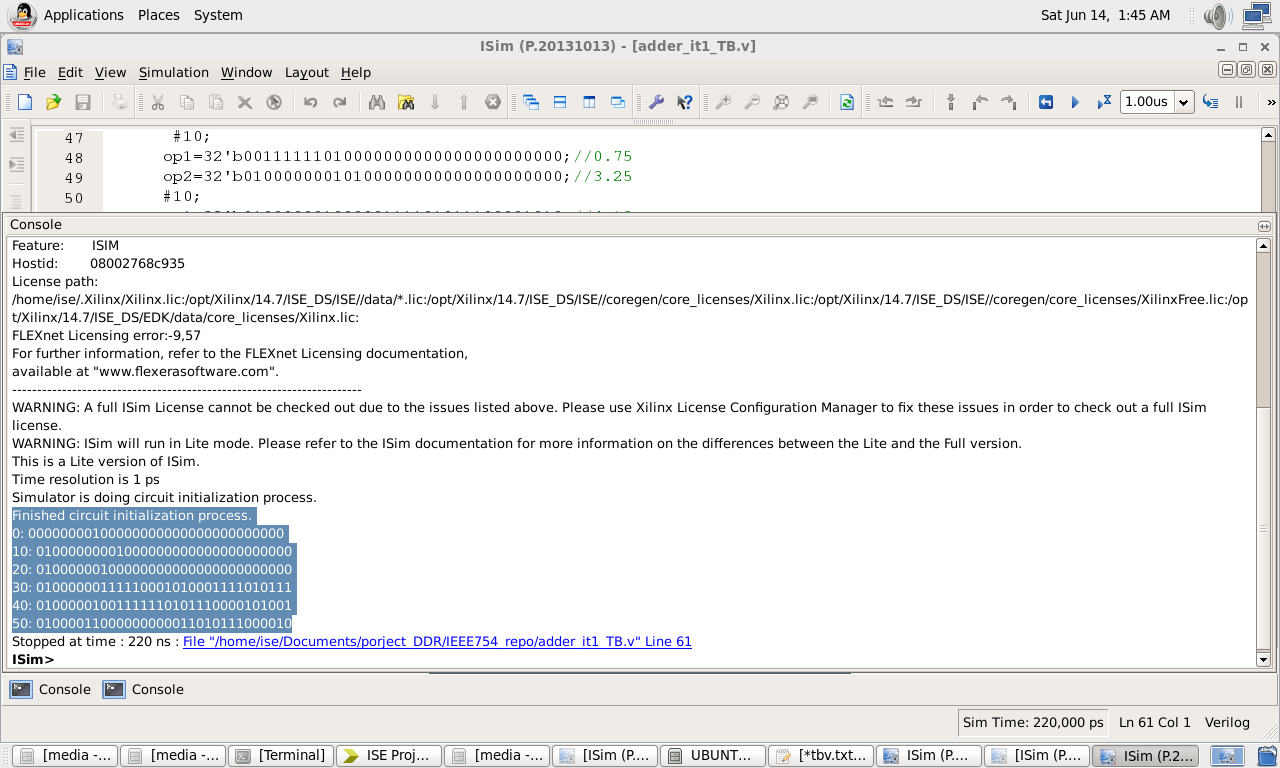 Applications Places System Sat Jun 14, 1:45 AM
ISim (P.20131013) - [adder_it1_TB.v]
File Edit View Simulation Window Layout Help
1.00us »
47 #10;
48 op1=32'b00111111010000000000000000000000;//0.75
49 op2=32'b01000000010100000000000000000000;//3.25
50 #10;
Console
Feature: ISIM
Hostid: 08002768c935
License path:
/home/ise/.Xilinx/Xilinx.lic:/opt/Xilinx/14.7/ISE_DS/ISE//data/*.lic:/opt/Xilinx/14.7/ISE_DS/ISE//coregen/core_licenses/Xilinx.lic:/opt/Xilinx/14.7/ISE_DS/ISE//coregen/core_licenses/XilinxFree.lic:/op
t/Xilinx/14.7/ISE_DS/EDK/data/core_licenses/Xilinx.lic:
FLEXnet Licensing error:-9,57
For further information, refer to the FLEXnet Licensing documentation,
available at "www.flexerasoftware.com".
----------------------------------------------------------------------
WARNING: A full ISim License cannot be checked out due to the issues listed above. Please use Xilinx License Configuration Manager to fix these issues in order to check out a full ISim
license.
WARNING: ISim will run in Lite mode. Please refer to the ISim documentation for more information on the differences between the Lite and the Full version.
This is a Lite version of ISim.
Time resolution is 1 ps
Simulator is doing circuit initialization process.
Finished circuit initialization process.
0: 00000000100000000000000000000000
10: 01000000001000000000000000000000
20: 01000000100000000000000000000000
30: 01000000111110001010001111010111
40: 01000001001111110101110000101001
50: 01000011000000000011010111000010
Stopped at time : 220 ns : File "/home/ise/Documents/porject_DDR/IEEE754_repo/adder_it1_TB.v" Line 61
ISim>
Console Console
Sim Time: 220,000 ps Ln 61 Col 1 Verilog
[media -... [media -... [Terminal] ISE Proj... [media -... [ISim (P.... UBUNT... [*tbv.txt... ISim (P.... [ISim (P.... ISim (P.2...